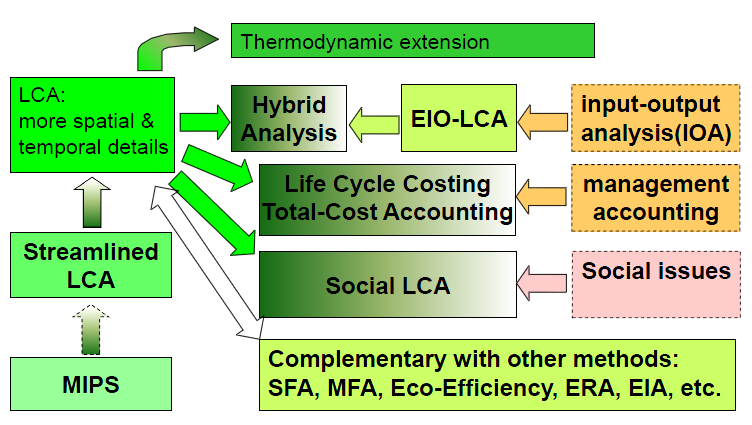 Thermodynamic extension
LCA:
more spatial &
temporal details
Hybrid
Analysis
EIO-LCA
input-output
analysis(IOA)
Life Cycle Costing
Total-Cost Accounting
management
accounting
Streamlined
LCA
Social LCA
Social issues
MIPS
Complementary with other methods:
SFA, MFA, Eco-Efficiency, ERA, EIA, etc.